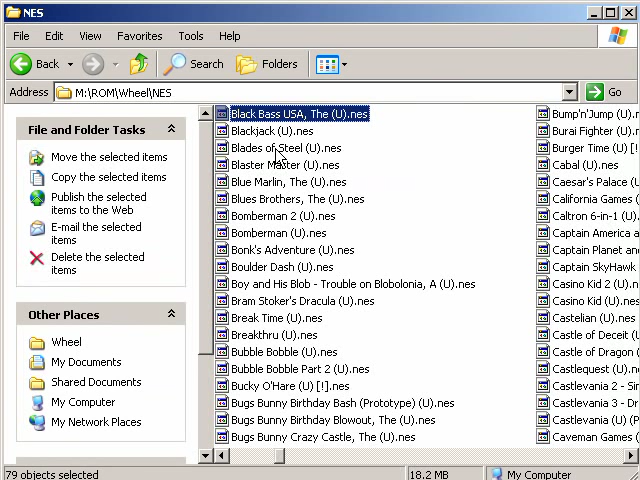 NES
File Edit View Favorites Tools Help
Back Search Folders
Address M:\ROM\Wheel\NES Go
File and Folder Tasks
Move the selected items
Copy the selected items
Publish the selected
items to the Web
E-mail the selected
items
Delete the selected
items
Other Places
Wheel
My Documents
Shared Documents
My Computer
My Network Places
Black Bass USA, The (U).nes
Blackjack (U).nes
Blades of Steel (U).nes
Blaster Master (U).nes
Blue Marlin, The (U).nes
Blues Brothers, The (U).nes
Bomberman 2 (U).nes
Bomberman (U).nes
Bonk's Adventure (U).nes
Boulder Dash (U).nes
Boy and His Blob - Trouble on Blobolonia, A (U).nes
Bram Stoker's Dracula (U).nes
Break Time (U).nes
Breakthru (U).nes
Bubble Bobble (U).nes
Bubble Bobble Part 2 (U).nes
Bucky O'Hare (U) [!].nes
Bugs Bunny Birthday Bash (Prototype) (U).nes
Bugs Bunny Birthday Blowout, The (U).nes
Bugs Bunny Crazy Castle, The (U).nes
Bump'n'Jump (U).n
Burai Fighter (U).n
Burger Time (U) [!
Cabal (U).nes
Caesar's Palace (U
California Games (
Caltron 6-in-1 (U).
Captain America a
Captain Planet and
Captain SkyHawk
Casino Kid 2 (U).n
Casino Kid (U).nes
Castelian (U).nes
Castle of Deceit (U
Castle of Dragon (
Castlequest (U).ne
Castlevania 2 - Sir
Castlevania 3 - Dr
Castlevania (U).ne
Caveman Games (
79 objects selected 18.2 MB My Computer